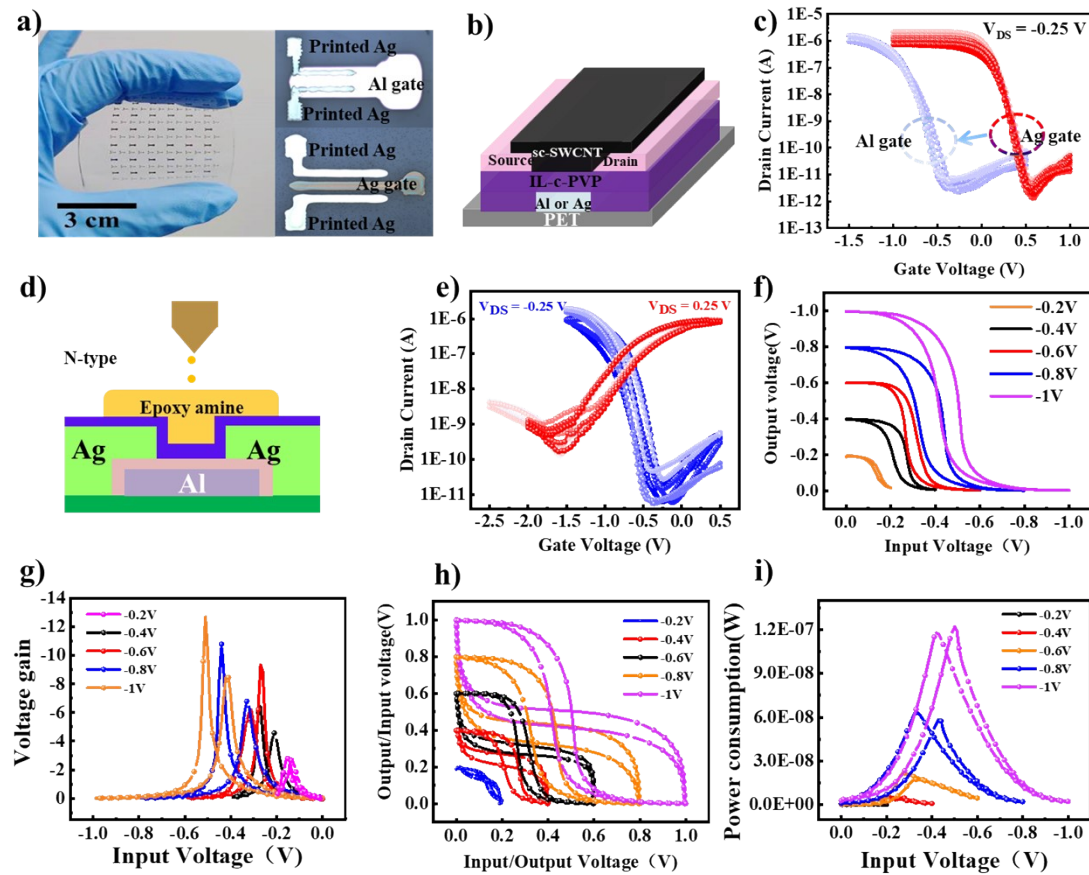 a)
Printed Ag
Al gate
Printed Ag
Printed Ag
Ag gate
Printed Ag
3 cm
b)
sc-SWCNT
Source
Drain
IL-c-PVP
Al or Ag
PET
c)
1E-5
1E-6
1E-7
1E-8
1E-9
1E-10
1E-11
1E-12
1E-13
Drain Current (A)
VDS = -0.25 V
Al gate
Ag gate
-1.5 -1.0 -0.5 0.0 0.5 1.0
Gate Voltage (V)
d)
N-type
Epoxy amine
Ag
Ag
Al
e)
VDS = -0.25 V
VDS = 0.25 V
1E-6
1E-7
1E-8
1E-9
1E-10
1E-11
Drain Current (A)
-2.5 -2.0 -1.5 -1.0 -0.5 0.0 0.5
Gate Voltage (V)
f)
-1.0
-0.8
-0.6
-0.4
-0.2
0.0
Output voltage(V)
-0.2V
-0.4V
-0.6V
-0.8V
-1V
0.0 -0.2 -0.4 -0.6 -0.8 -1.0
Input Voltage（V)
g)
-14
-12
-10
-8
-6
-4
-2
0
Voltage gain
-0.2V
-0.4V
-0.6V
-0.8V
-1V
-1.0 -0.8 -0.6 -0.4 -0.2 0.0
Input Voltage（V)
h)
1.0
0.8
0.6
0.4
0.2
0.0
Output/Input voltage(V)
-0.2V
-0.4V
-0.6V
-0.8V
-1V
0.0 0.2 0.4 0.6 0.8 1.0
Input/Output Voltage（V)
i)
1.2E-07
9.0E-08
6.0E-08
3.0E-08
0.0E+00
Power consumption(W)
-0.2V
-0.4V
-0.6V
-0.8V
-1V
0.0 -0.2 -0.4 -0.6 -0.8 -1.0
Input Voltage（V)